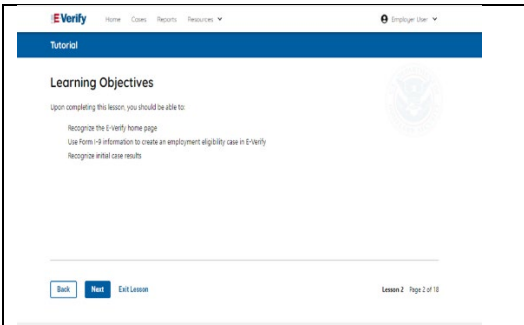 E-Verify Home Cases Reports Resources Employer User
Tutorial
Learning Objectives
Upon completing this lesson, you should be able to:
Recognize the E-Verify home page
Use Form I-9 information to create an employment eligibility case in E-Verify
Recognize initial case results
Back Next Exit Lesson Lesson 2 Page 2 of 18